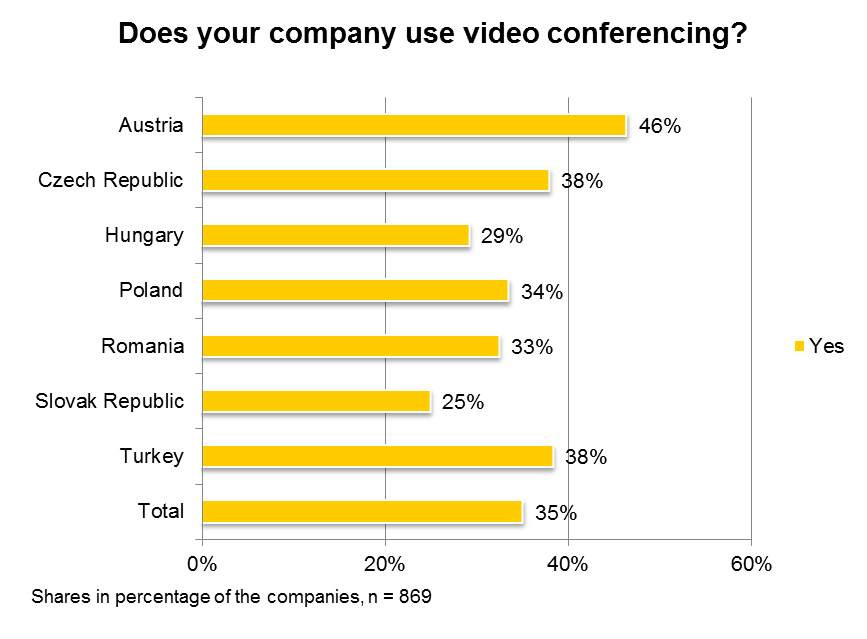 Does your company use video conferencing?
Austria 46%
Czech Republic 38%
Hungary 29%
Poland 34%
Romania 33%
Yes
Slovak Republic 25%
Turkey 38%
Total 35%
0% 20% 40% 60%
Shares in percentage of the companies, n = 869